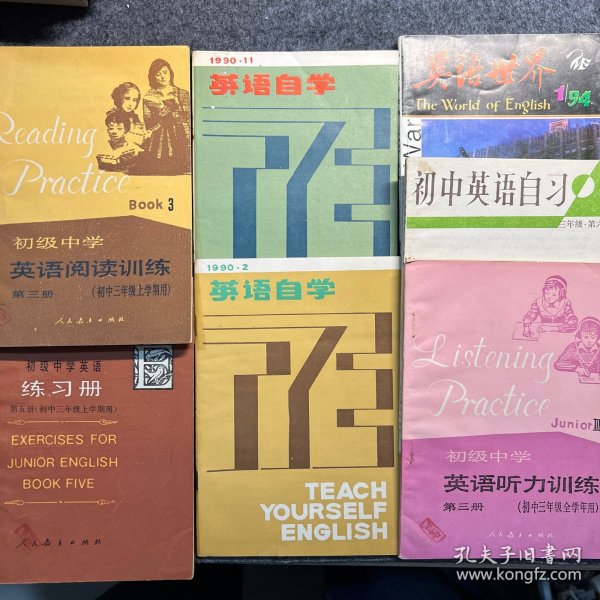 Reading
Practice
Book 3
初级中学
英语阅读训练
第三册
(初中三年级上学期用)
人民教育出版社
初级中学英语
练习册
第五册(初中三年级上学期用)
EXERCISES FOR
JUNIOR ENGLISH
BOOK FIVE
人民教育出版社
1990·11
英语自学
1990·2
英语自学
TEACH
YOURSELF
ENGLISH
英语世界
The World of English
1/94
初中英语自习
三年级·第六
Listening
Practice
Junior III
初级中学
英语听力训练
第三册
(初中三年级全学年用)
孔夫子旧书网
www.kongfz.com